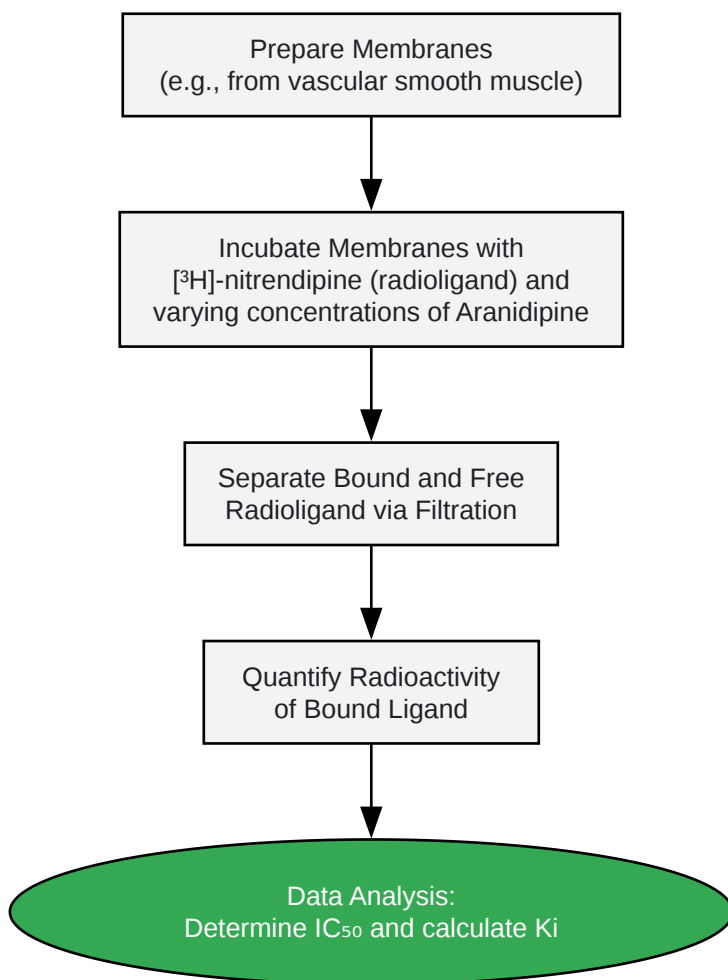 Prepare Membranes
(e.g., from vascular smooth muscle)
Incubate Membranes with
[³H]-nitrendipine (radioligand) and
varying concentrations of Aranidipine
Separate Bound and Free
Radioligand via Filtration
Quantify Radioactivity
of Bound Ligand
Data Analysis:
Determine IC₅₀ and calculate Ki